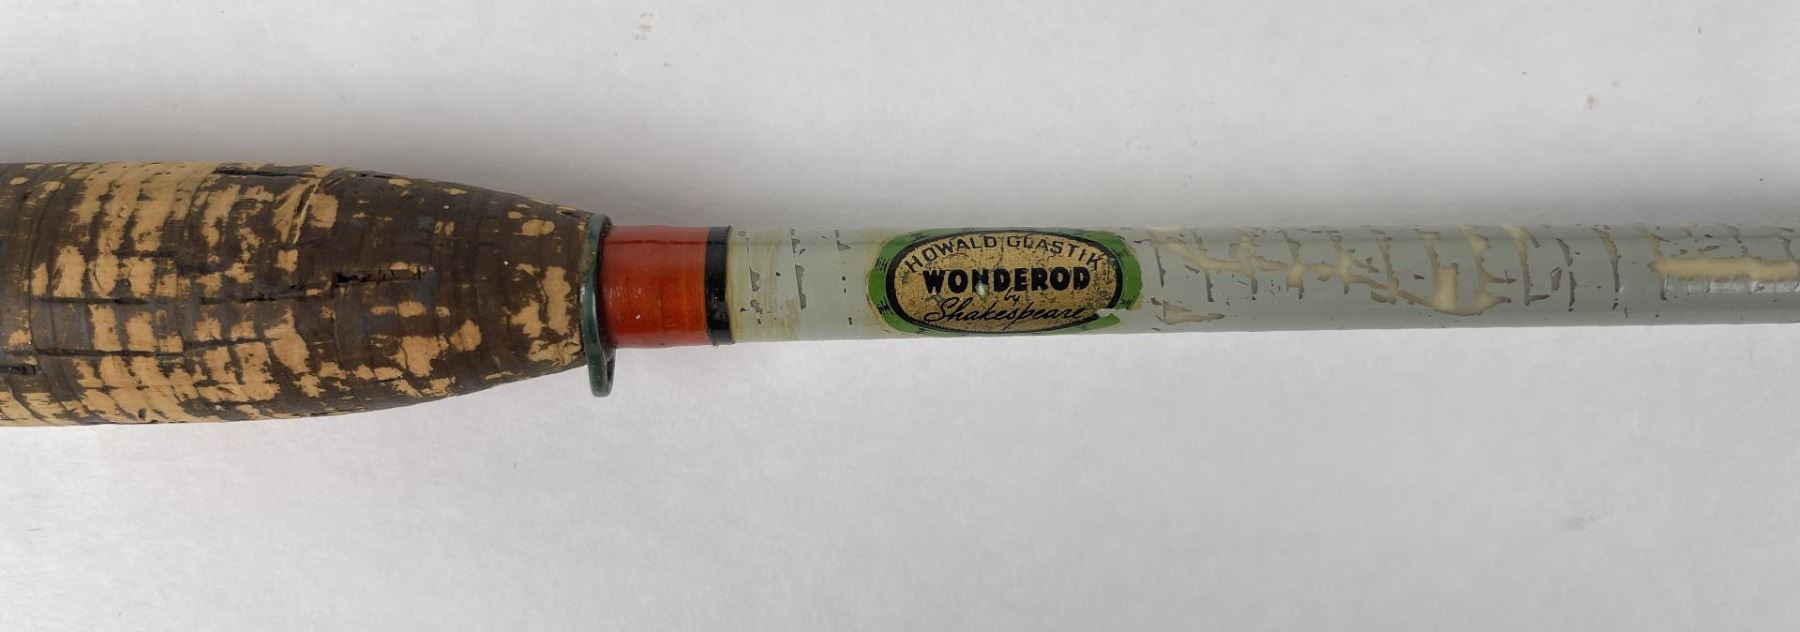 HOWALD GLASTIK
WONDEROD
by
Shakespeare